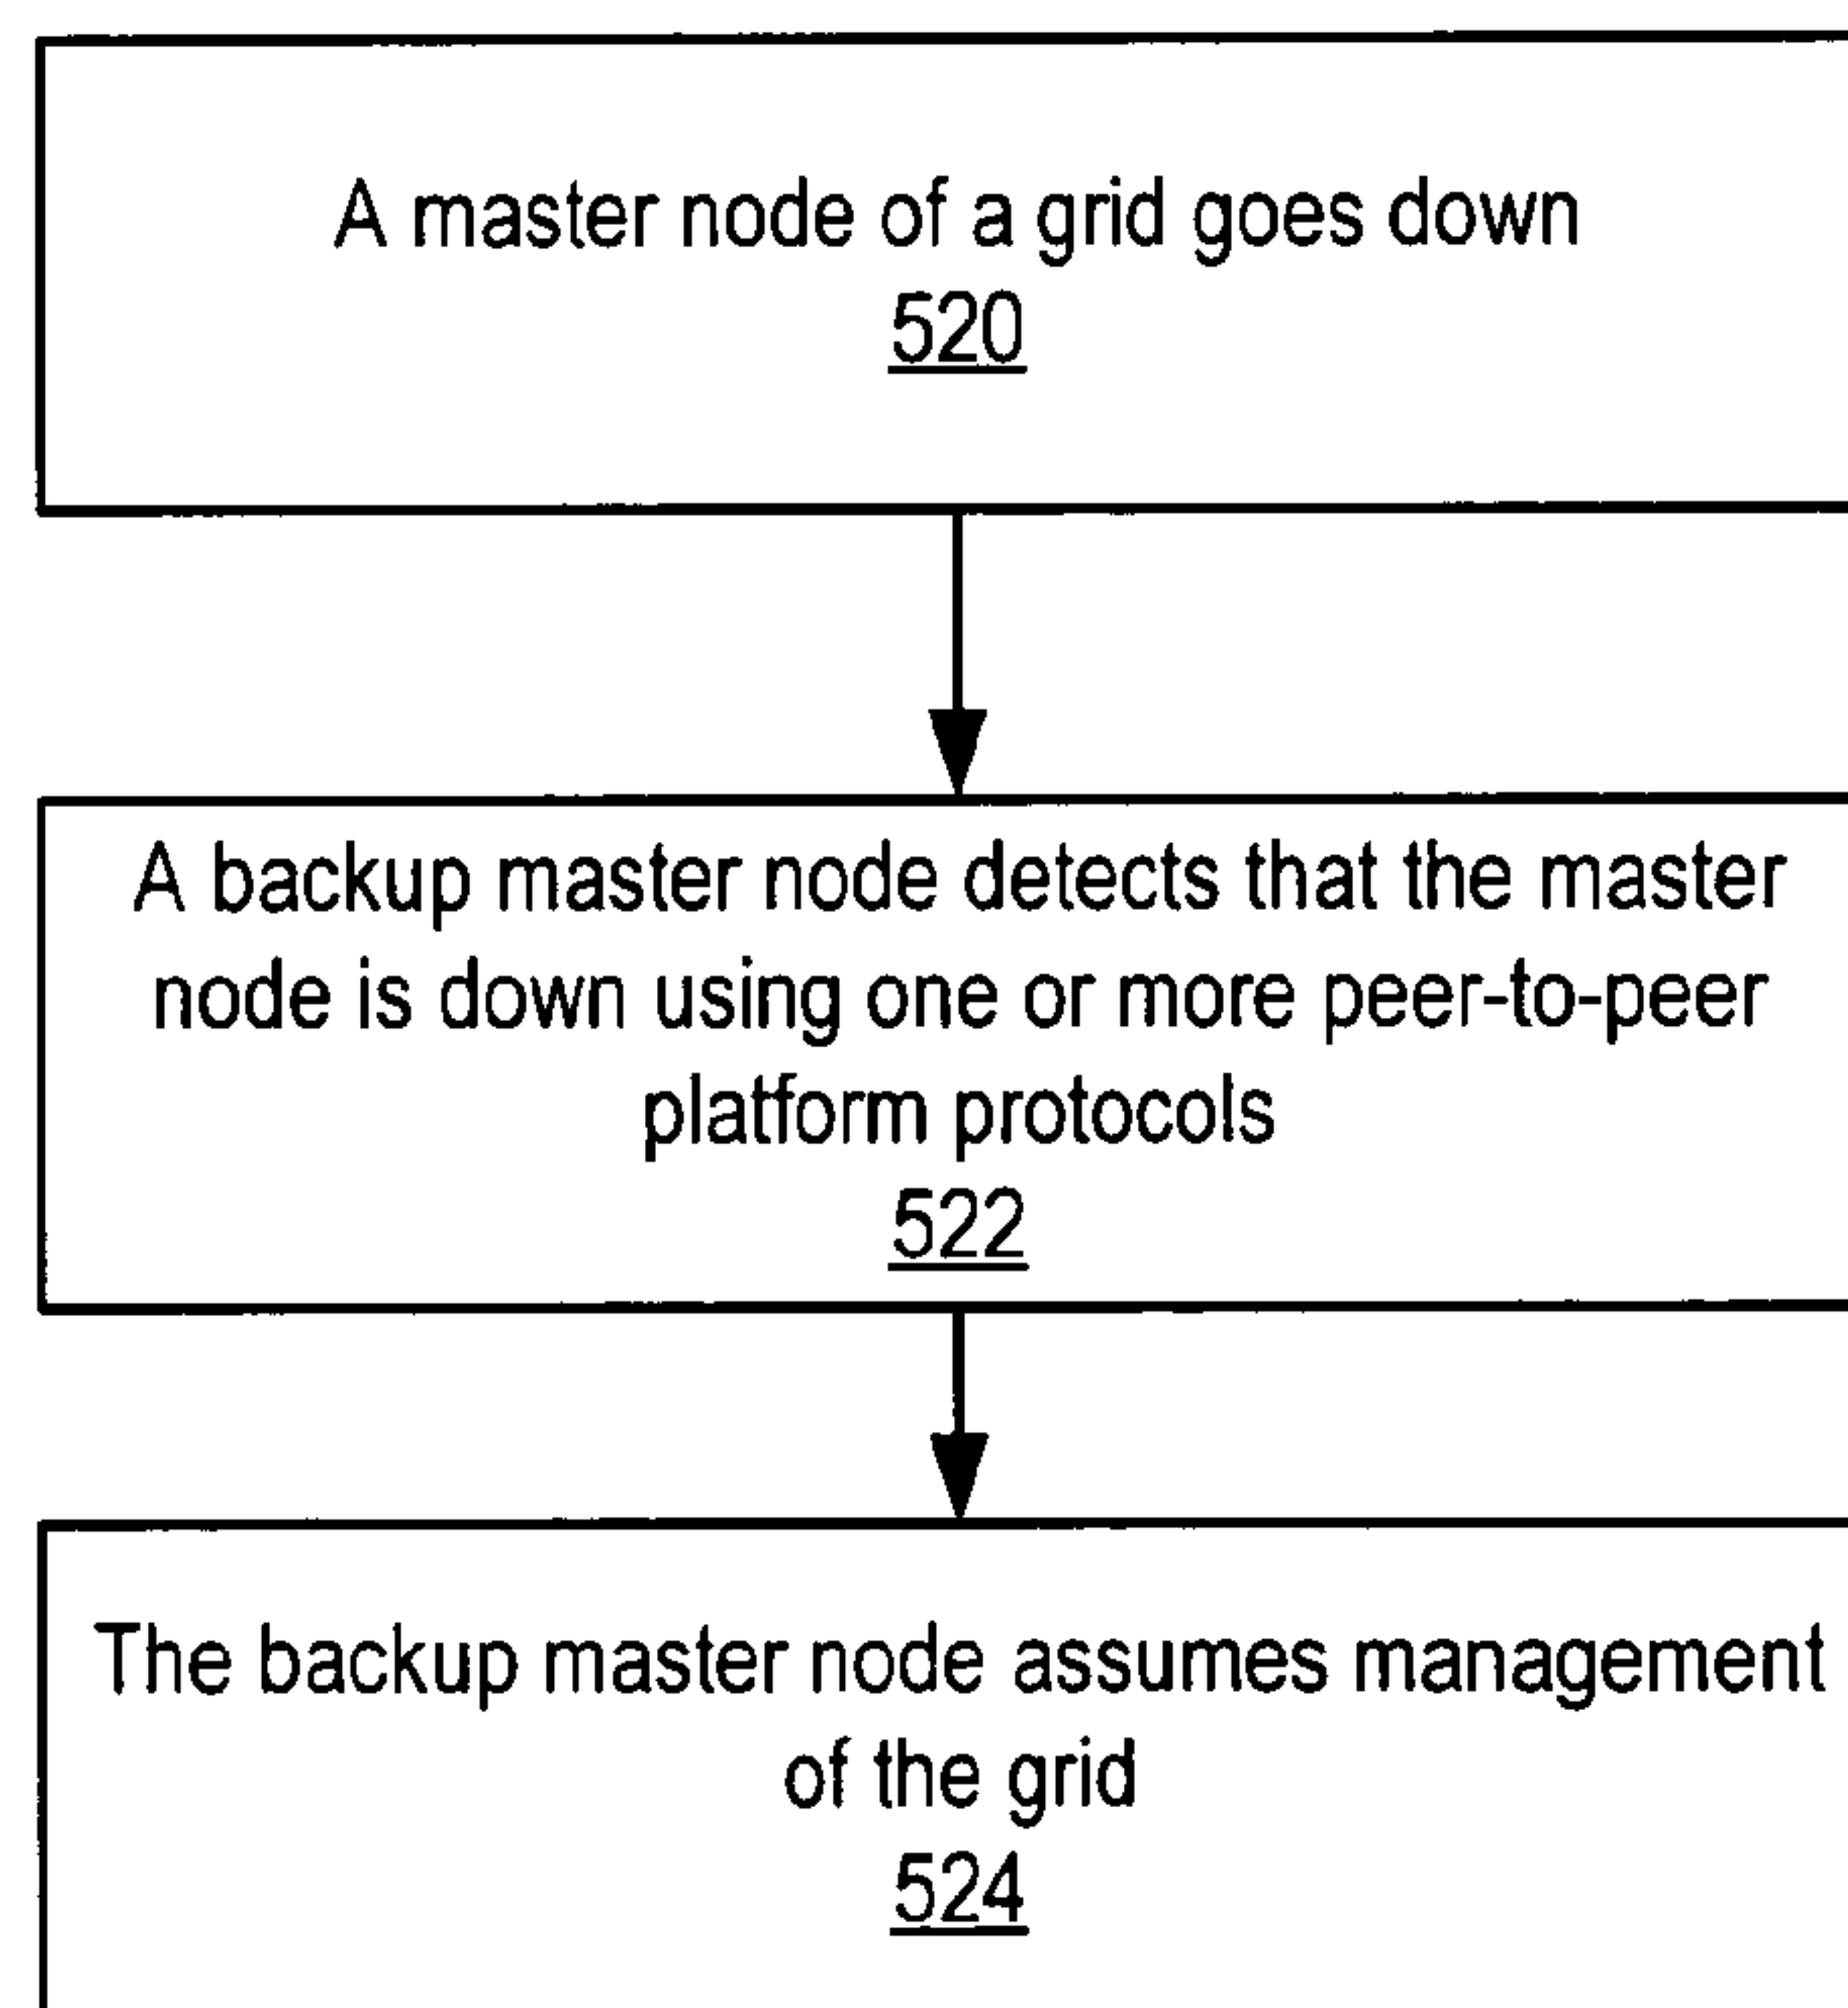 A master node of a grid goes down
520
A backup master node detects that the master
node is down using one or more peer-to-peer
platform protocols
522
The backup master node assumes management
of the grid
524